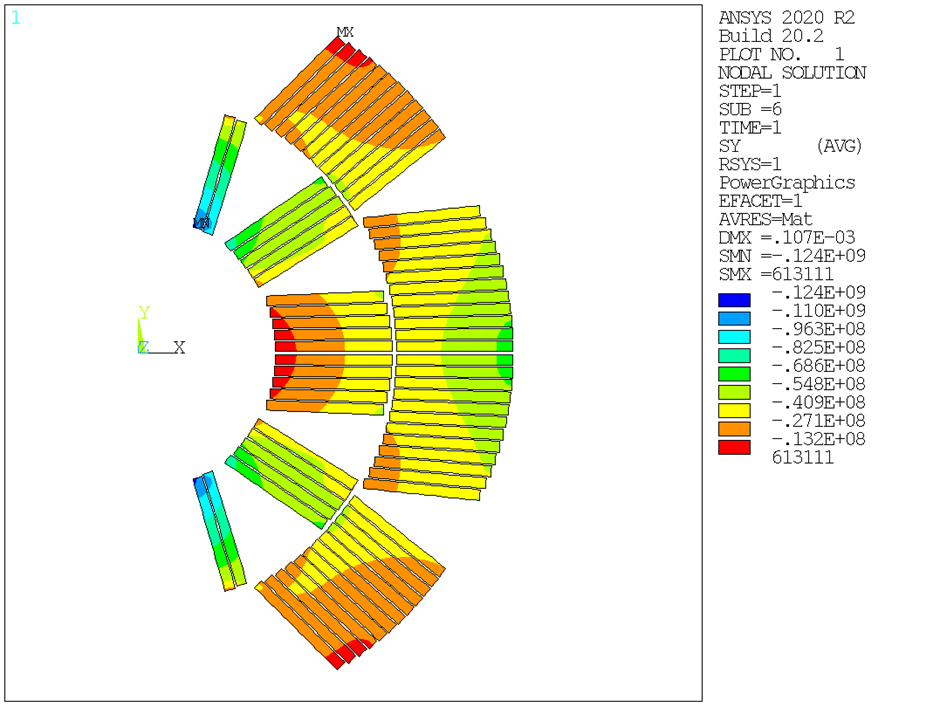 1
MX
MN
Y
Z X
ANSYS 2020 R2
Build 20.2
PLOT NO. 1
NODAL SOLUTION
STEP=1
SUB =6
TIME=1
SY (AVG)
RSYS=1
PowerGraphics
EFACET=1
AVRES=Mat
DMX =.107E-03
SMN =-.124E+09
SMX =613111
-.124E+09
-.110E+09
-.963E+08
-.825E+08
-.686E+08
-.548E+08
-.409E+08
-.271E+08
-.132E+08
613111